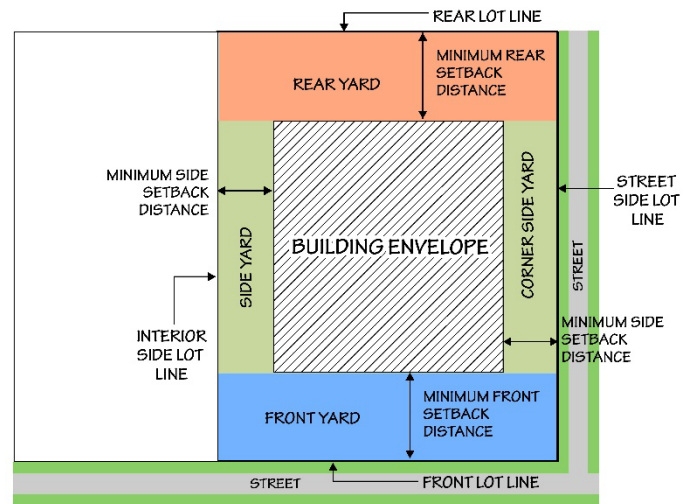 REAR LOT LINE
REAR YARD
MINIMUM REAR
SETBACK
DISTANCE
MINIMUM SIDE
SETBACK
DISTANCE
SIDE YARD
BUILDING ENVELOPE
CORNER SIDE YARD
STREET
SIDE LOT
LINE
STREET
INTERIOR
SIDE LOT
LINE
MINIMUM SIDE
SETBACK
DISTANCE
FRONT YARD
MINIMUM FRONT
SETBACK
DISTANCE
STREET
FRONT LOT LINE